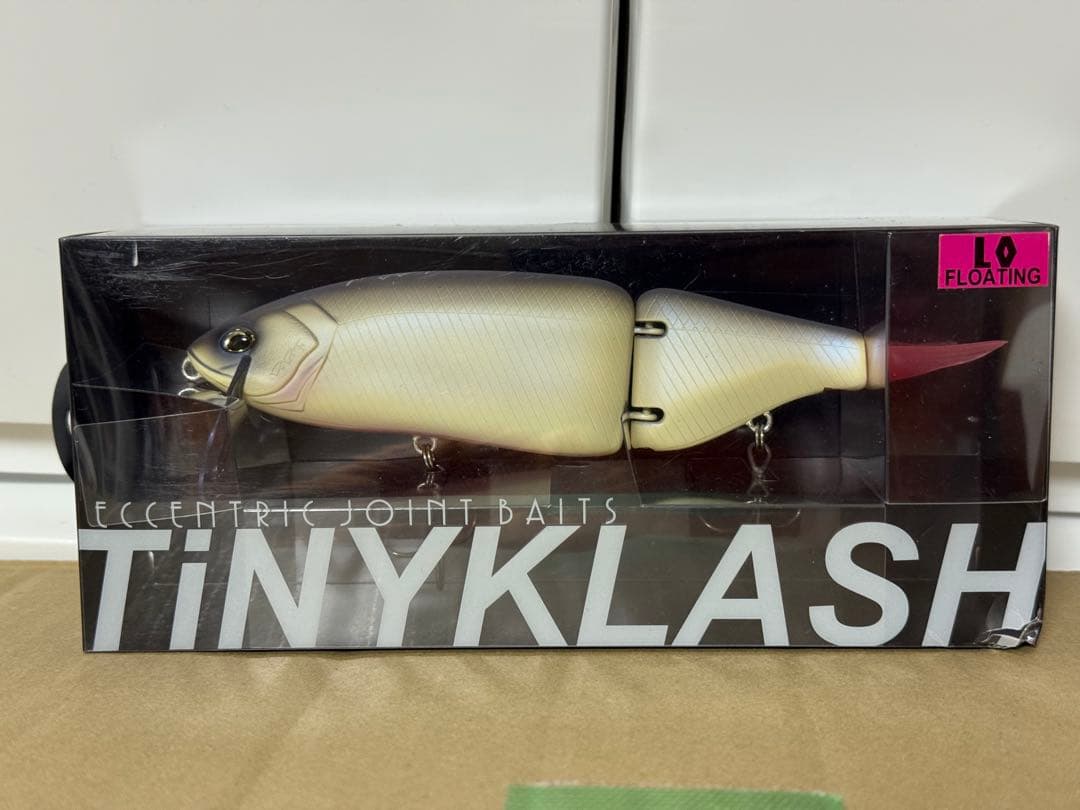 LO
FLOATING
ECCENTRIC JOINT BAITS
TiNYKLASH